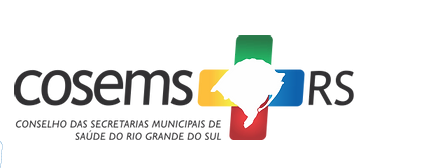 cosems RS
CONSELHO DAS SECRETARIAS MUNICIPAIS DE
SAÚDE DO RIO GRANDE DO SUL